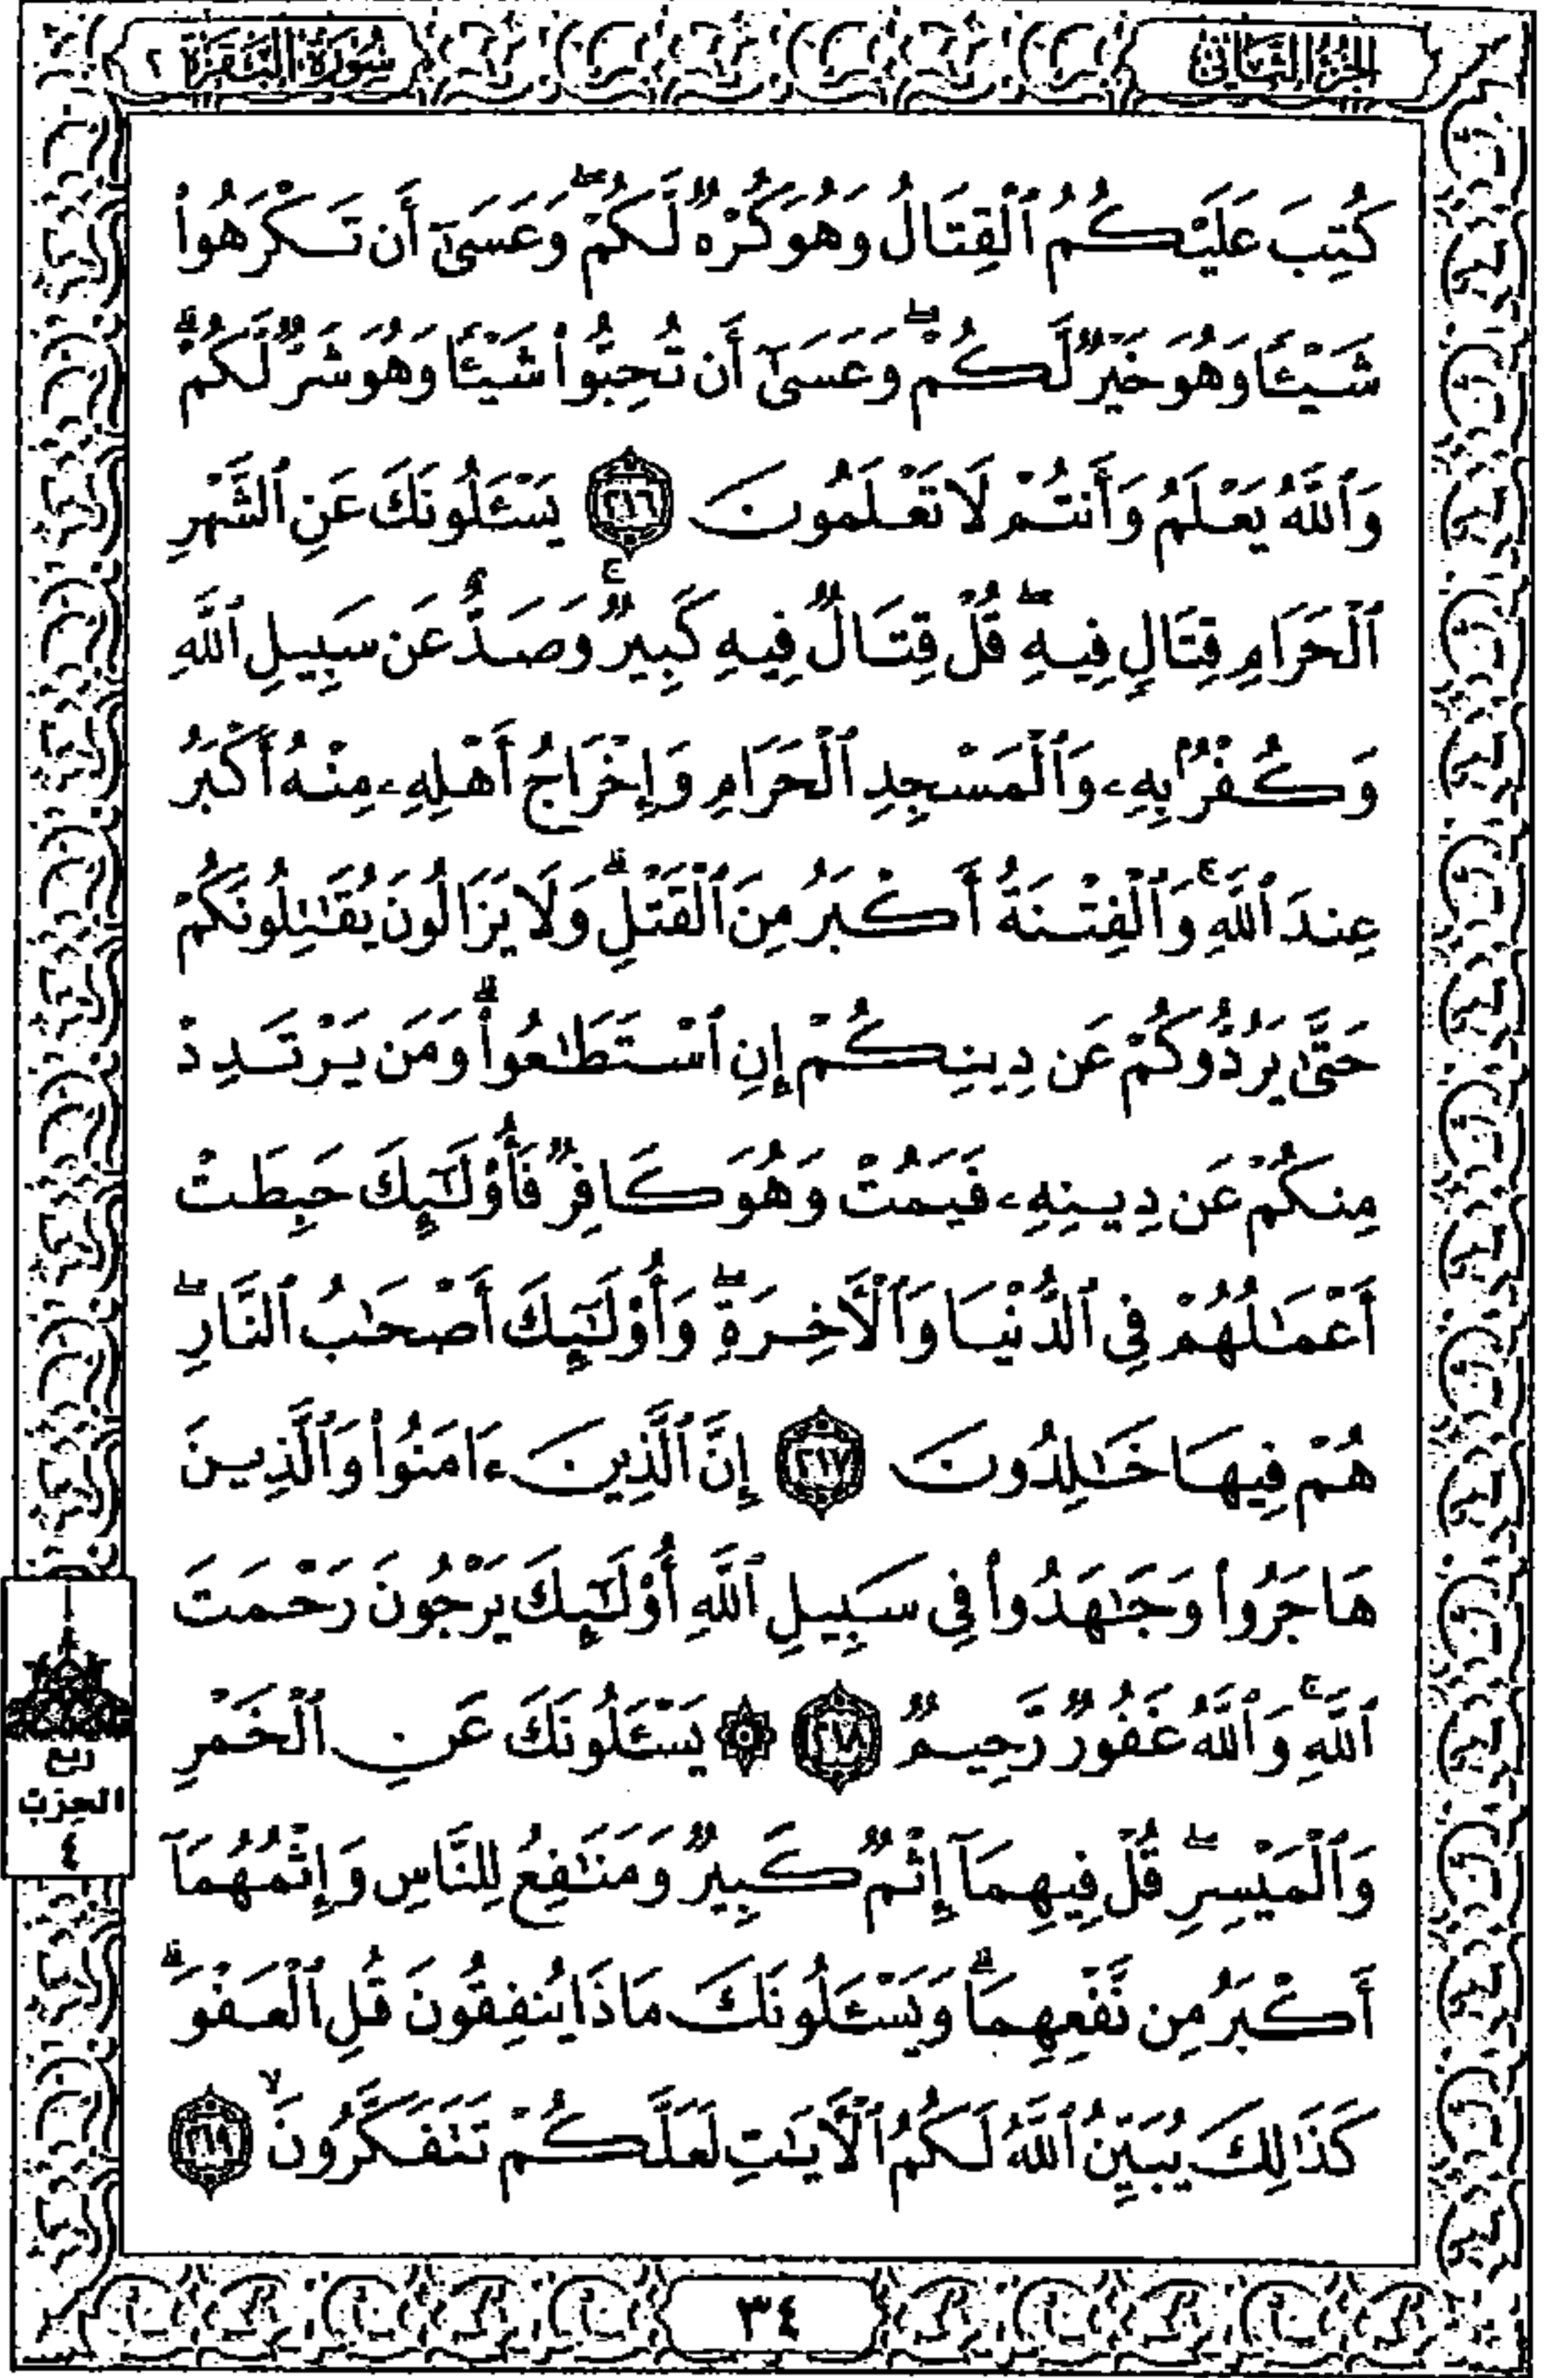 الجزء الثاني
سورة البقرة ٢
كُتِبَ عَلَيْكُمُ ٱلْقِتَالُ وَهُوَ كُرْهٌ لَّكُمْ ۖ وَعَسَىٰٓ أَن تَكْرَهُوا۟
شَيْـًٔا وَهُوَ خَيْرٌ لَّكُمْ ۖ وَعَسَىٰٓ أَن تُحِبُّوا۟ شَيْـًٔا وَهُوَ شَرٌّ لَّكُمْ ۗ
وَٱللَّهُ يَعْلَمُ وَأَنتُمْ لَا تَعْلَمُونَ ٢١٦ يَسْـَٔلُونَكَ عَنِ ٱلشَّهْرِ
ٱلْحَرَامِ قِتَالٍ فِيهِ ۖ قُلْ قِتَالٌ فِيهِ كَبِيرٌ ۚ وَصَدٌّ عَن سَبِيلِ ٱللَّهِ
وَكُفْرٌۢ بِهِۦ وَٱلْمَسْجِدِ ٱلْحَرَامِ وَإِخْرَاجُ أَهْلِهِۦ مِنْهُ أَكْبَرُ
عِندَ ٱللَّهِ ۚ وَٱلْفِتْنَةُ أَكْبَرُ مِنَ ٱلْقَتْلِ ۗ وَلَا يَزَالُونَ يُقَـٰتِلُونَكُمْ
حَتَّىٰ يَرُدُّوكُمْ عَن دِينِكُمْ إِنِ ٱسْتَطَـٰعُوا۟ ۚ وَمَن يَرْتَدِدْ
مِنكُمْ عَن دِينِهِۦ فَيَمُتْ وَهُوَ كَافِرٌ فَأُو۟لَـٰٓئِكَ حَبِطَتْ
أَعْمَـٰلُهُمْ فِى ٱلدُّنْيَا وَٱلْـَٔاخِرَةِ ۖ وَأُو۟لَـٰٓئِكَ أَصْحَـٰبُ ٱلنَّارِ ۖ
هُمْ فِيهَا خَـٰلِدُونَ ٢١٧ إِنَّ ٱلَّذِينَ ءَامَنُوا۟ وَٱلَّذِينَ
هَاجَرُوا۟ وَجَـٰهَدُوا۟ فِى سَبِيلِ ٱللَّهِ أُو۟لَـٰٓئِكَ يَرْجُونَ رَحْمَتَ
ٱللَّهِ ۚ وَٱللَّهُ غَفُورٌ رَّحِيمٌ ٢١٨ ۞ يَسْـَٔلُونَكَ عَنِ ٱلْخَمْرِ
وَٱلْمَيْسِرِ ۖ قُلْ فِيهِمَآ إِثْمٌ كَبِيرٌ وَمَنَـٰفِعُ لِلنَّاسِ وَإِثْمُهُمَآ
أَكْبَرُ مِن نَّفْعِهِمَا ۗ وَيَسْـَٔلُونَكَ مَاذَا يُنفِقُونَ قُلِ ٱلْعَفْوَ ۗ
كَذَٰلِكَ يُبَيِّنُ ٱللَّهُ لَكُمُ ٱلْـَٔايَـٰتِ لَعَلَّكُمْ تَتَفَكَّرُونَ ٢١٩
ربع
الحزب
٤
٣٤